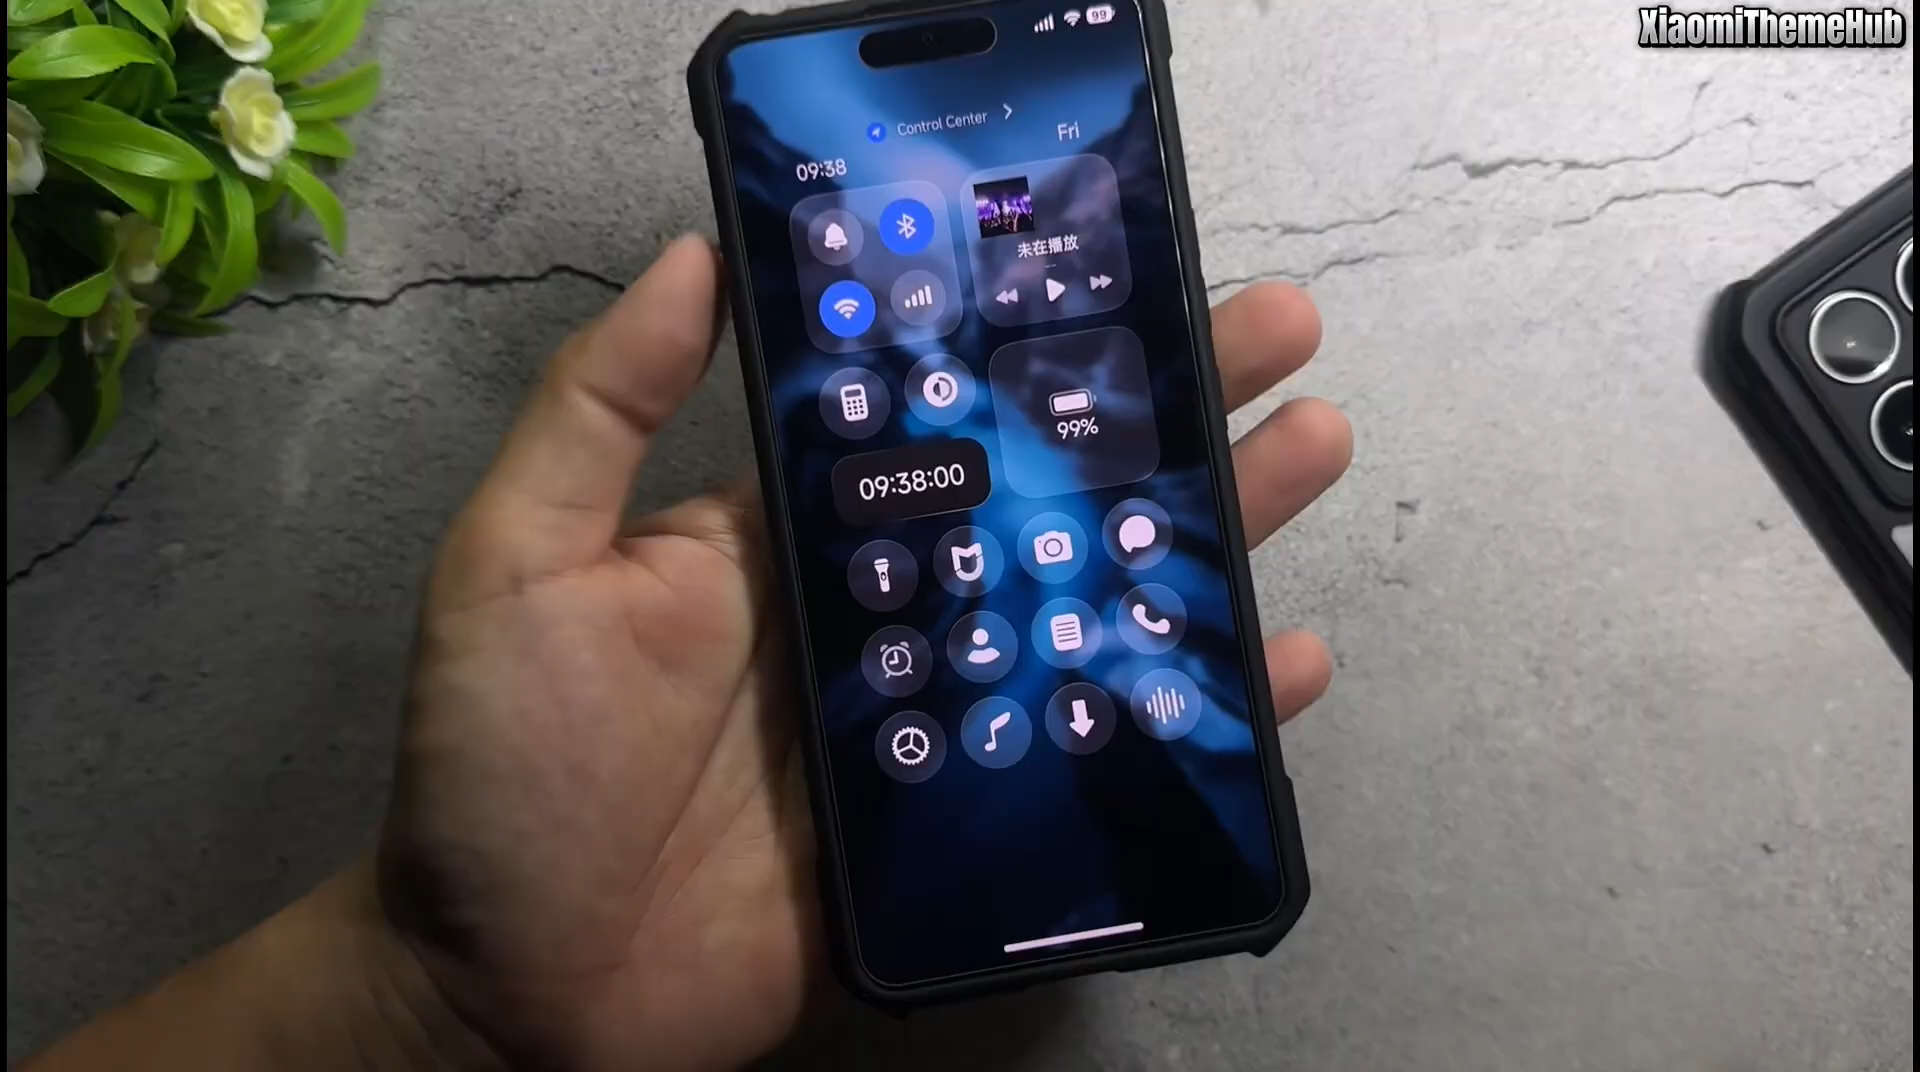 XiaomiThemeHub
99
Control Center
Fri
09:38
未在播放
99%
09:38:00